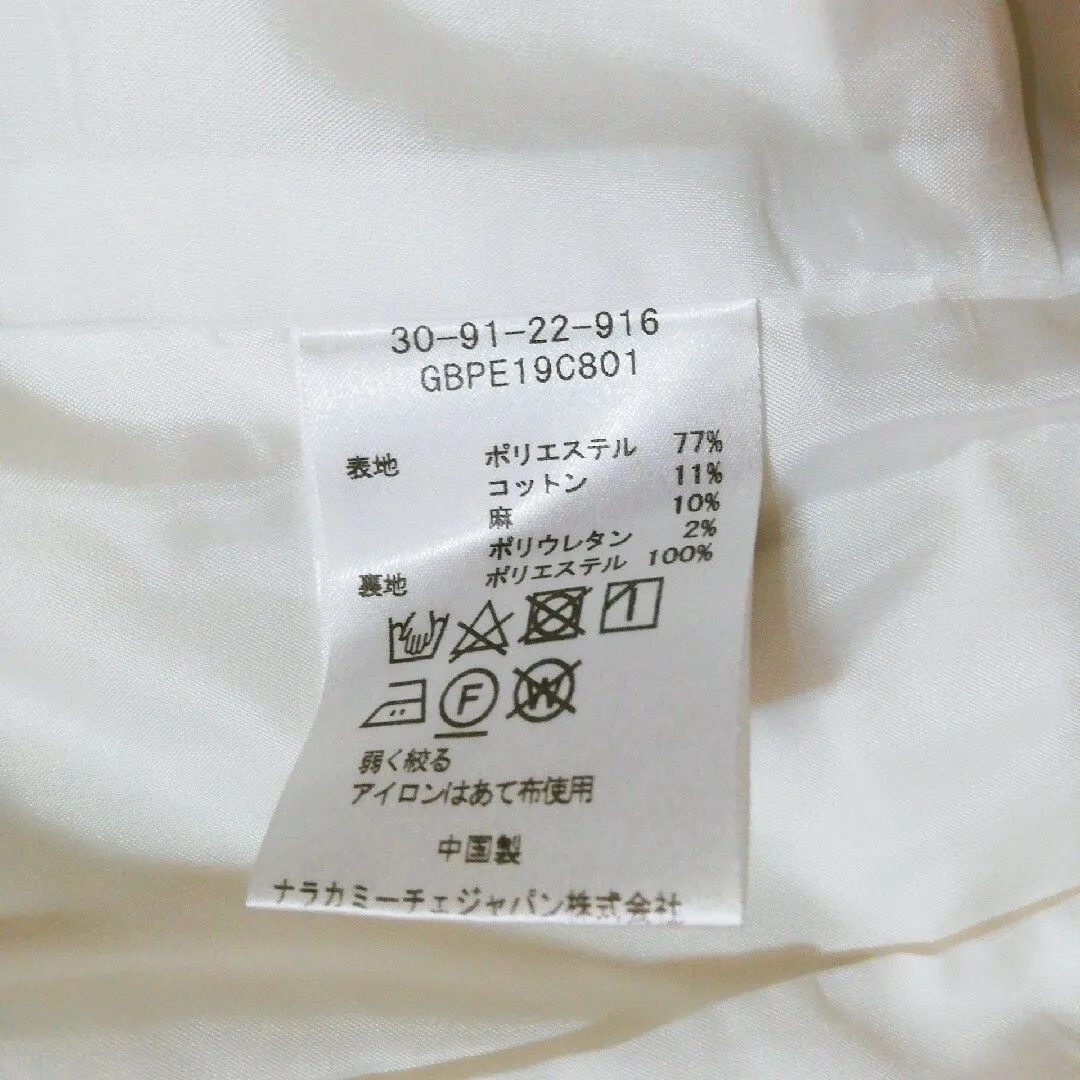 30-91-22-916
GBPE19C801
表地 ポリエステル 77%
コットン 11%
麻 10%
ポリウレタン 2%
裏地 ポリエステル 100%
F W
弱く絞る
アイロンはあて布使用
中国製
ナラカミーチェジャパン株式会社